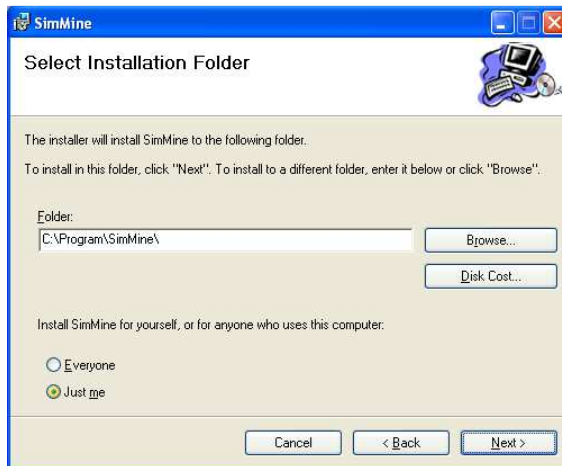 SimMine
Select Installation Folder
The installer will install SimMine to the following folder.
To install in this folder, click "Next". To install to a different folder, enter it below or click "Browse".
Folder:
C:\Program\SimMine\
Browse...
Disk Cost...
Install SimMine for yourself, or for anyone who uses this computer:
Everyone
Just me
Cancel
< Back
Next >